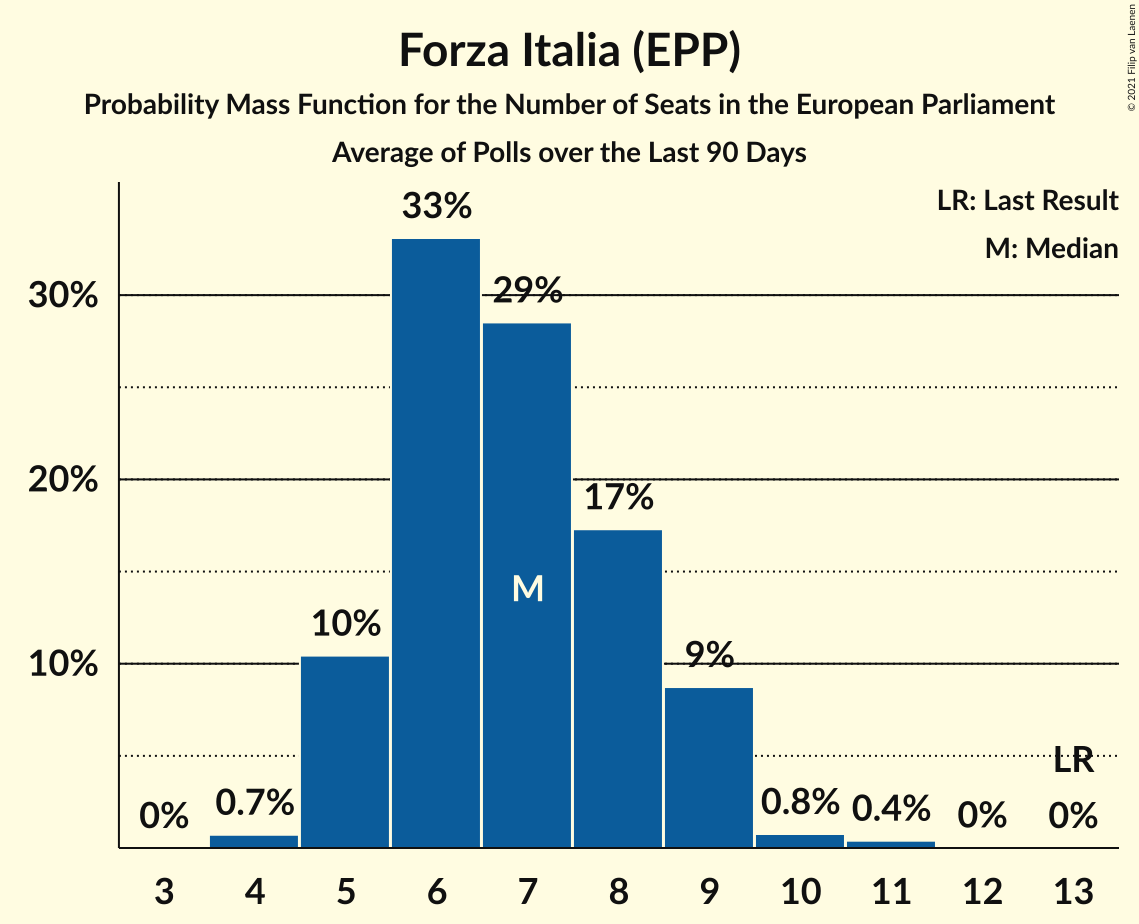 Forza Italia (EPP)
Probability Mass Function for the Number of Seats in the European Parliament
Average of Polls over the Last 90 Days
© 2021 Filip van Laenen
LR: Last Result
M: Median
33%
30%
29%
20%
17%
M
10%
10%
9%
LR
0%
0.7%
0.8%
0.4%
0%
0%
3 4 5 6 7 8 9 10 11 12 13